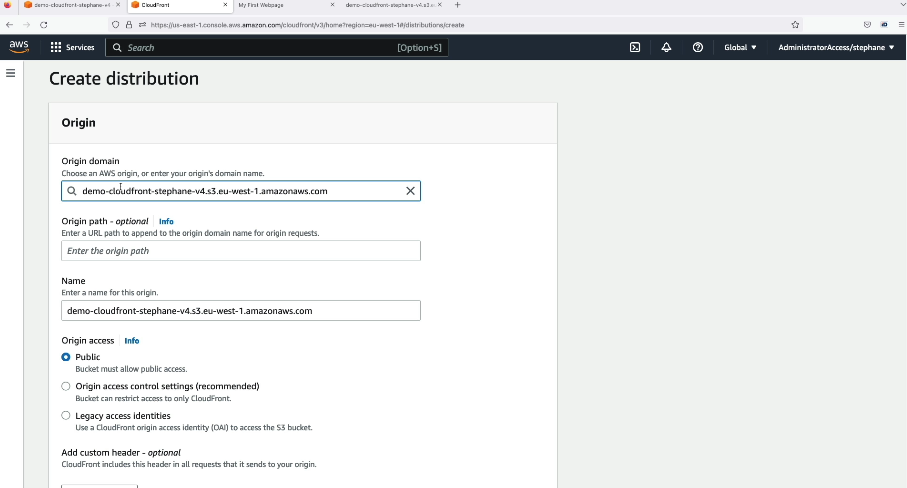 demo-cloudfront-stephane-v4
CloudFront
My First Webpage
demo-cloudfront-stephane-v4.s3.eu
https://us-east-1.console.aws.amazon.com/cloudfront/v3/home?region=eu-west-1#/distributions/create
aws
Services
Search
[Option+S]
Global
AdministratorAccess/stephane
Create distribution
Origin
Origin domain
Choose an AWS origin, or enter your origin's domain name.
demo-cloudfront-stephane-v4.s3.eu-west-1.amazonaws.com
Origin path - optional Info
Enter a URL path to append to the origin domain name for origin requests.
Enter the origin path
Name
Enter a name for this origin.
demo-cloudfront-stephane-v4.s3.eu-west-1.amazonaws.com
Origin access Info
Public
Bucket must allow public access.
Origin access control settings (recommended)
Bucket can restrict access to only CloudFront.
Legacy access identities
Use a CloudFront origin access identity (OAI) to access the S3 bucket.
Add custom header - optional
CloudFront includes this header in all requests that it sends to your origin.